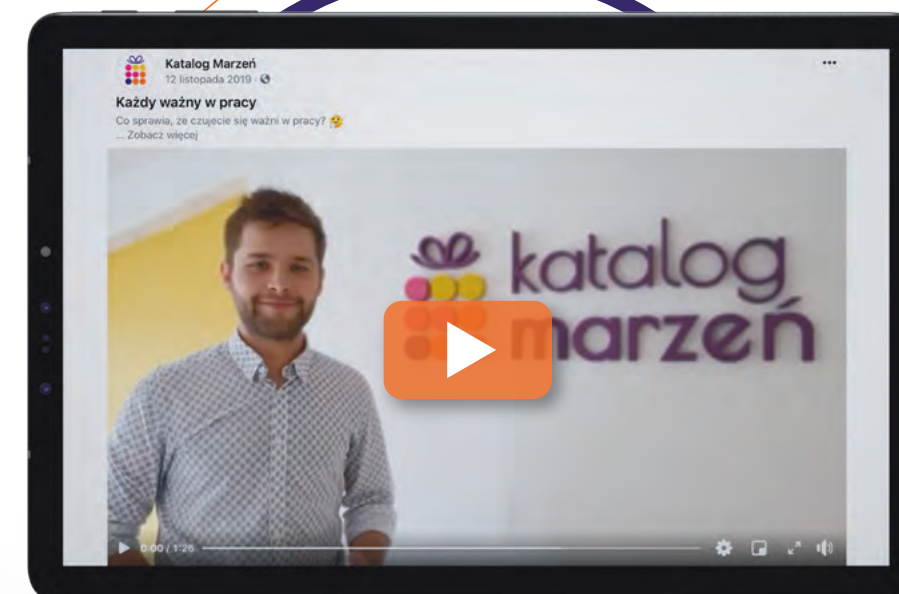 Katalog Marzeń
12 listopada 2019 ·
Każdy ważny w pracy
Co sprawia, że czujecie się ważni w pracy? 🤔
... Zobacz więcej
katalog
marzeń
0:00 / 1:26